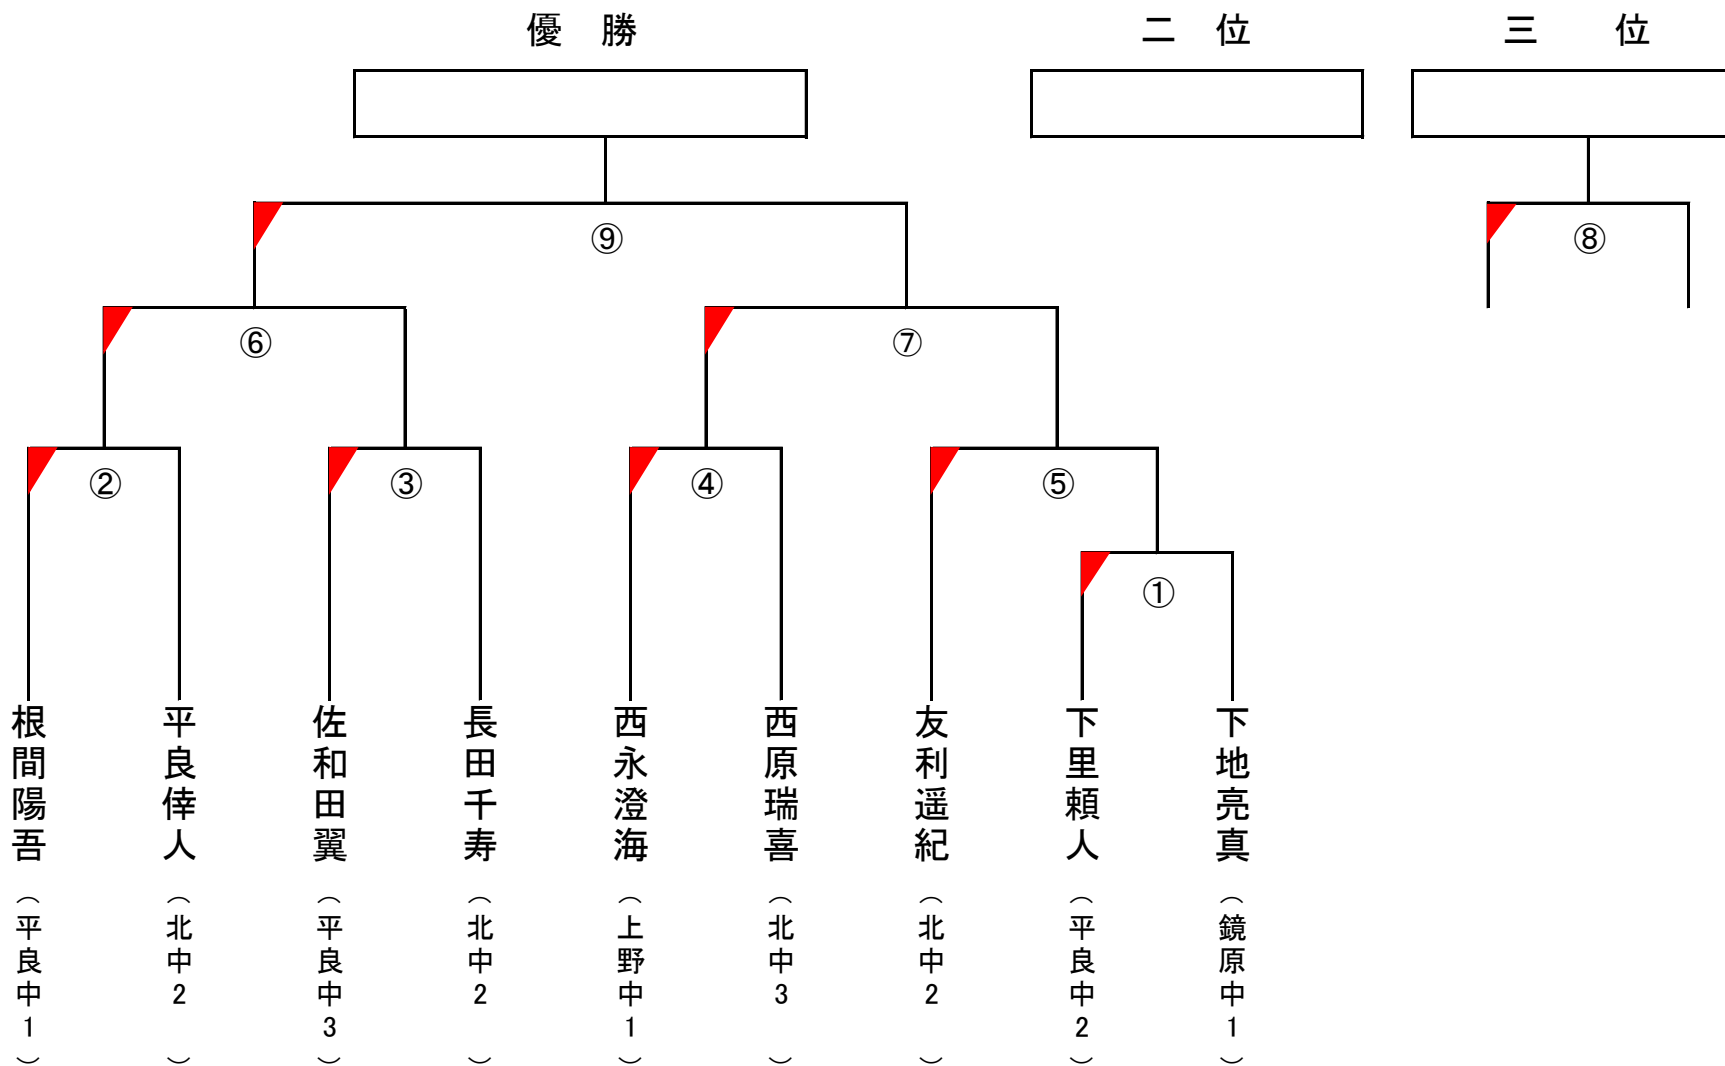 優　勝
二　位
三　位
⑨
⑧
⑥
⑦
②
③
④
⑤
①
根間陽吾（平良中1）
平良倖人（北中2）
佐和田翼（平良中3）
長田千寿（北中2）
西永澄海（上野中1）
西原瑞喜（北中3）
友利遥紀（北中2）
下里頼人（平良中2）
下地亮真（鏡原中1）